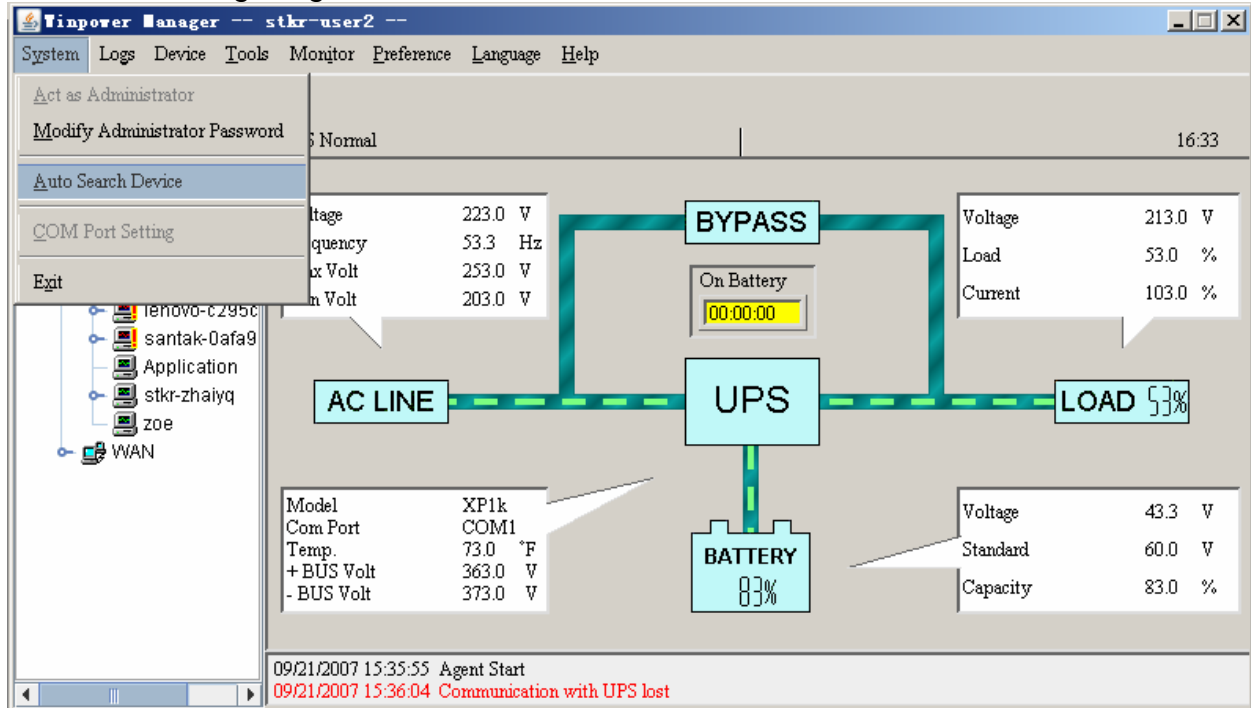 Winpower Manager -- stkr-user2 --
System Logs Device Tools Monitor Preference Language Help
Act as Administrator
Modify Administrator Password
Auto Search Device
COM Port Setting
Exit
Normal
16:33
ltage 223.0 V
quency 53.3 Hz
x Volt 253.0 V
n Volt 203.0 V
BYPASS
On Battery
00:00:00
Voltage 213.0 V
Load 53.0 %
Current 103.0 %
lenovo-c295c
santak-0afa9
Application
stkr-zhaiyq
zoe
WAN
AC LINE
UPS
LOAD 53%
Model XP1k
Com Port COM1
Temp. 73.0 °F
+ BUS Volt 363.0 V
- BUS Volt 373.0 V
BATTERY
83%
Voltage 43.3 V
Standard 60.0 V
Capacity 83.0 %
09/21/2007 15:35:55 Agent Start
09/21/2007 15:36:04 Communication with UPS lost